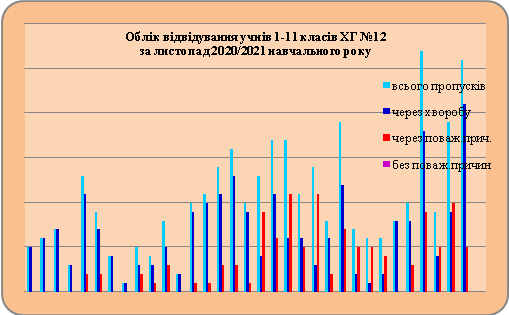 Облік відвідування учнів 1-11 класів ХГ №12
за листопад 2020/2021 навчального року
всього пропусків
через хворобу
через поваж.прич.
без поваж.причин